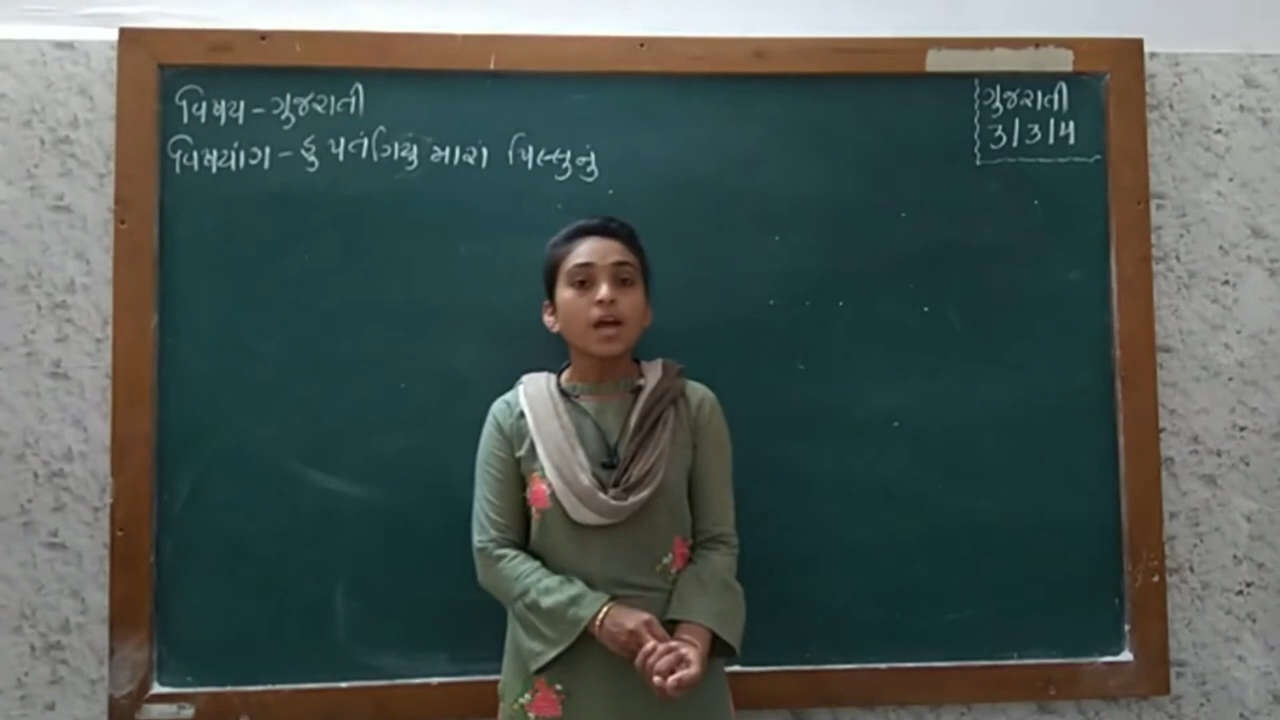 વિષય - ગુજરાતી
વિષયાંગ - હુ પતંગિયું મારાં પિલ્લુનું
ગુજરાતી
3/3/4